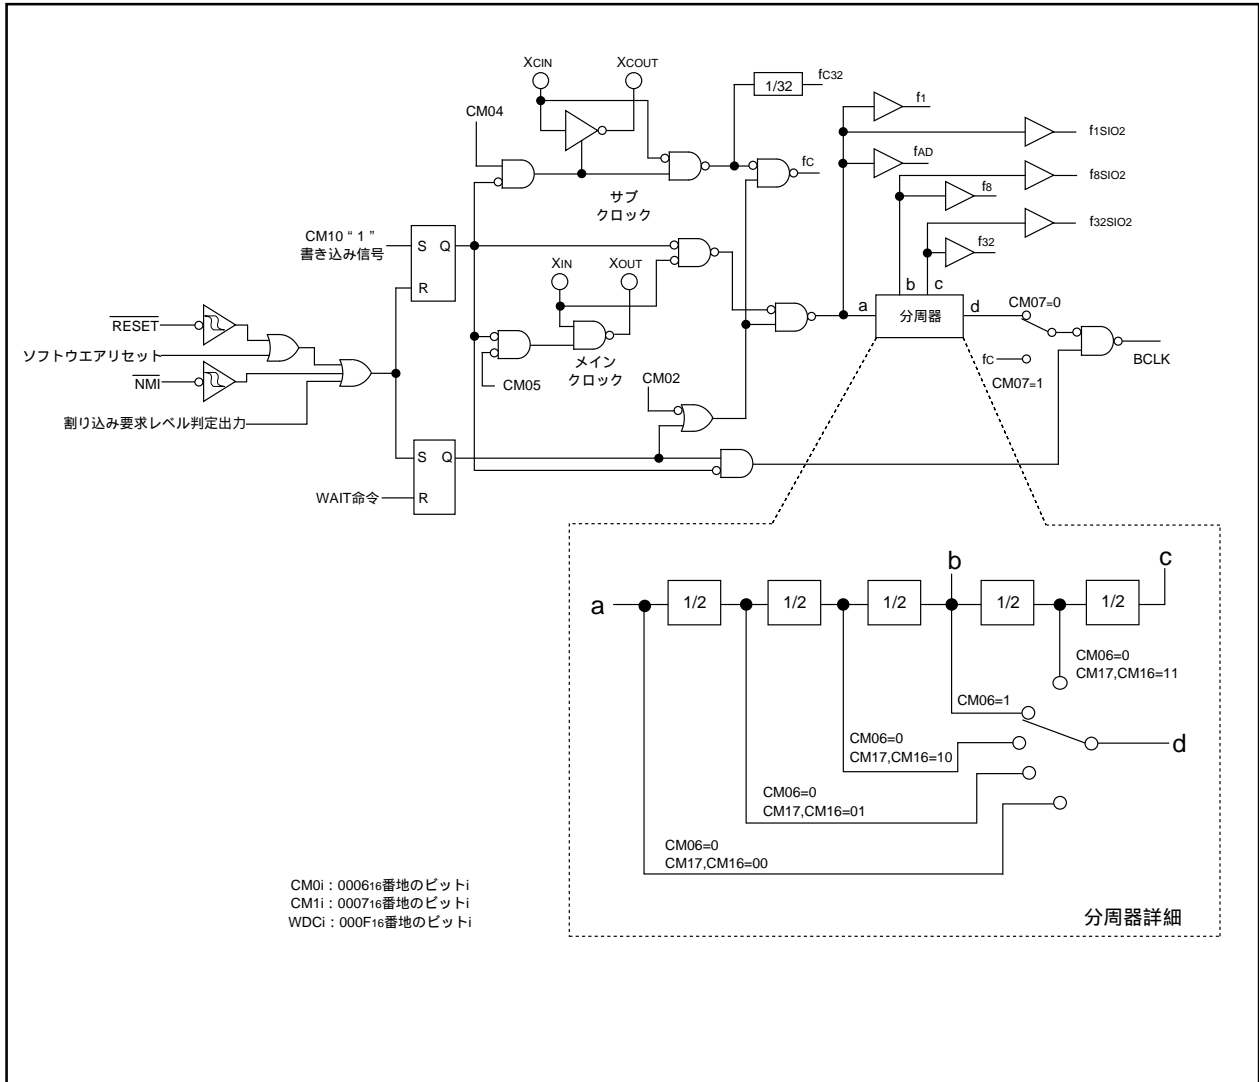 XCIN
XCOUT
1/32
fC32
CM04
f1
f1SIO2
fAD
fC
f8SIO2
サブ
クロック
f8
CM10 “ 1 ”
書き込み信号
S Q
R
XIN
XOUT
f32SIO2
f32
b c
a
分周器
d
CM07=0
fC
CM07=1
BCLK
RESET
ソフトウエアリセット
NMI
割り込み要求レベル判定出力
メイン
クロック
CM05
CM02
S Q
R
WAIT命令
a
1/2
1/2
1/2
b
1/2
1/2
c
CM06=0
CM17,CM16=11
CM06=1
CM06=0
CM17,CM16=10
d
CM06=0
CM17,CM16=01
CM06=0
CM17,CM16=00
CM0i : 000616番地のビットi
CM1i : 000716番地のビットi
WDCi : 000F16番地のビットi
分周器詳細